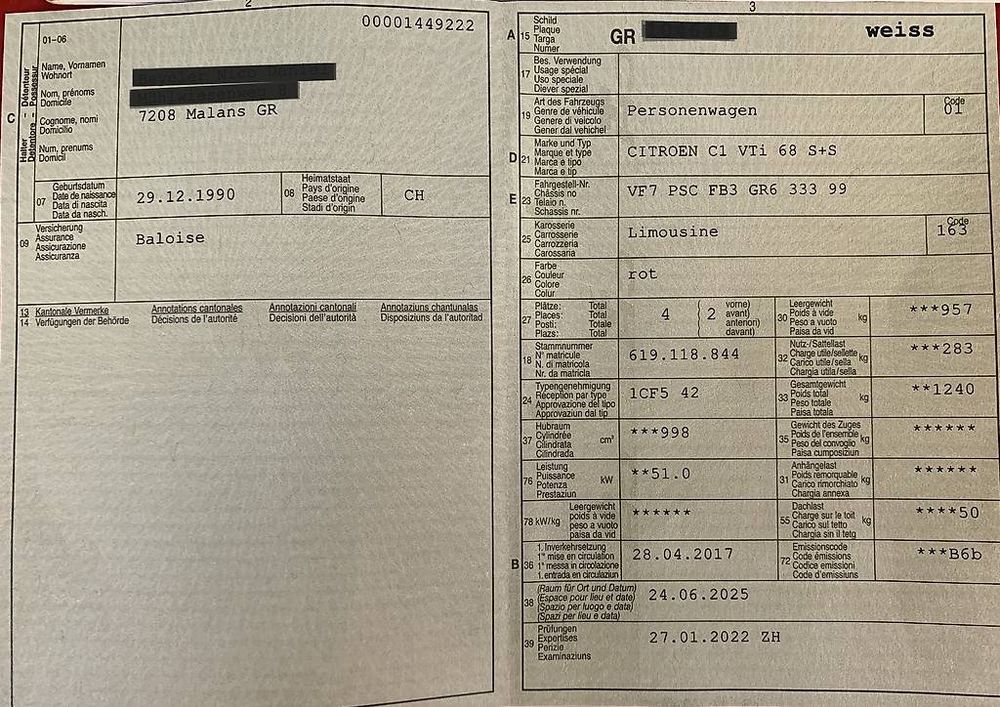 2
00001449222
01-06
Halter – Détenteur
Detentore – Possessur
C
Name, Vornamen
Wohnort
Nom, prénoms
Domicile
Cognome, nomi
Domicilio
Num, prenums
Domicil
7208 Malans GR
07
Geburtsdatum
Date de naissance
Data di nascita
Data da nasch.
29.12.1990
08
Heimatstaat
Pays d'origine
Paese d'origine
Stadi d'origin
CH
09
Versicherung
Assurance
Assicurazione
Assicuranza
Baloise
13 Kantonale Vermerke Annotations cantonales Annotazioni cantonali Annotaziuns chantunalas
14 Verfügungen der Behörde Décisions de l'autorité Decisioni dell'autorità Disposiziuns da l'autoritad
3
A 15
Schild
Plaque
Targa
Numer
GR
weiss
17
Bes. Verwendung
Usage spécial
Uso speciale
Diever spezial
19
Art des Fahrzeugs
Genre de véhicule
Genere di veicolo
Gener dal vehichel
Personenwagen
Code
01
D 21
Marke und Typ
Marque et type
Marca e tipo
Marca e tip
CITROEN C1 VTi 68 S+S
E 23
Fahrgestell-Nr.
Châssis no
Telaio n.
Schassis nr.
VF7 PSC FB3 GR6 333 99
25
Karosserie
Carrosserie
Carrozzeria
Carossaria
Limousine
Code
163
26
Farbe
Couleur
Colore
Colur
rot
27
Plätze: Total
Places: Total
Posti: Totale
Plazs: Total
4
( 2
vorne)
avant)
anteriori)
davant)
30
Leergewicht
Poids à vide
Peso a vuoto
Paisa da vid
kg
***957
18
Stammnummer
N° matricule
N. di matricola
Nr. da matricla
619.118.844
32
Nutz-/Sattellast
Charge utile/sellette
Carico utile/sella
Chargia utila/sella
kg
***283
24
Typengenehmigung
Réception par type
Approvazione del tipo
Approvaziun dal tip
1CF5 42
33
Gesamtgewicht
Poids total
Peso totale
Paisa totala
kg
**1240
37
Hubraum
Cylindrée
Cilindrata
Cilindrada
cm³
***998
35
Gewicht des Zuges
Poids de l'ensemble
Peso del convoglio
Paisa cumposiziun
kg
******
76
Leistung
Puissance
Potenza
Prestaziun
kW
**51.0
31
Anhängelast
Poids remorquable
Carico rimorchiato
Chargia annexa
kg
******
78 kW/kg
Leergewicht
poids à vide
peso a vuoto
paisa da vid
******
55
Dachlast
Charge sur le toit
Carico sul tetto
Chargia sin il tetg
kg
****50
B 36
1. Inverkehrsetzung
1re mise en circulation
1a messa in circolazione
1. entrada en circulaziun
28.04.2017
72
Emissionscode
Code émissions
Codice emissioni
Code d'emissiuns
***B6b
38
(Raum für Ort und Datum)
(Espace pour lieu et date)
(Spazio per luogo e data)
(Spazi per lieu e data)
24.06.2025
39
Prüfungen
Expertises
Perizie
Examinaziuns
27.01.2022 ZH